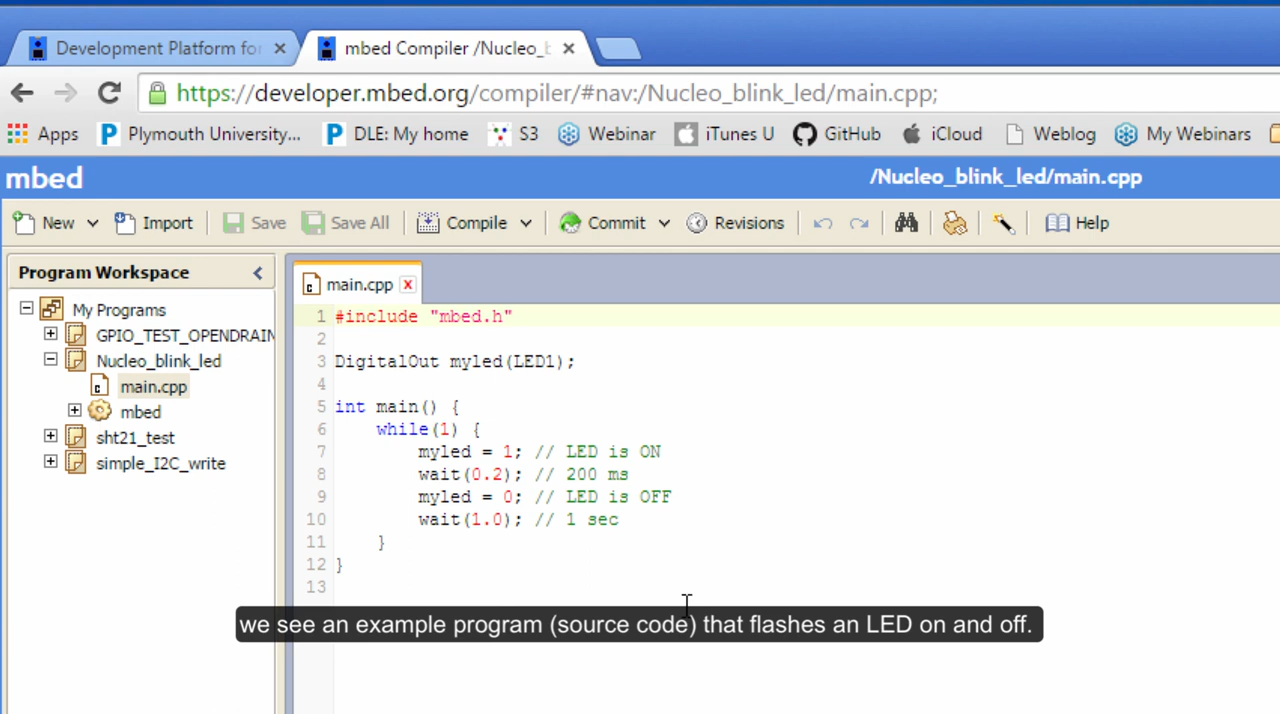 Development Platform for
mbed Compiler /Nucleo_b
https://developer.mbed.org/compiler/#nav:/Nucleo_blink_led/main.cpp;
Apps Plymouth University... DLE: My home S3 Webinar iTunes U GitHub iCloud Weblog My Webinars
mbed /Nucleo_blink_led/main.cpp
New Import Save Save All Compile Commit Revisions Help
Program Workspace
My Programs
GPIO_TEST_OPENDRAIN
Nucleo_blink_led
main.cpp
mbed
sht21_test
simple_I2C_write
main.cpp
1 #include "mbed.h"
2
3 DigitalOut myled(LED1);
4
5 int main() {
6 while(1) {
7 myled = 1; // LED is ON
8 wait(0.2); // 200 ms
9 myled = 0; // LED is OFF
10 wait(1.0); // 1 sec
11 }
12 }
13
we see an example program (source code) that flashes an LED on and off.